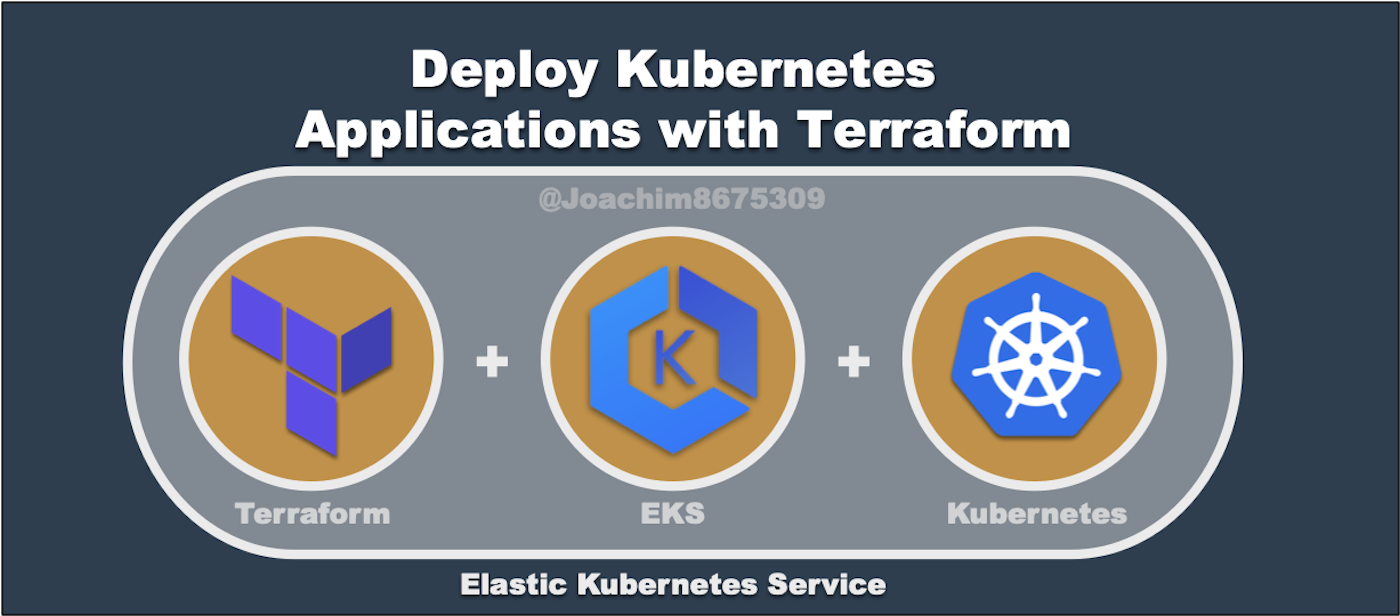 Deploy Kubernetes
Applications with Terraform
@Joachim8675309
K
Terraform
EKS
Kubernetes
Elastic Kubernetes Service